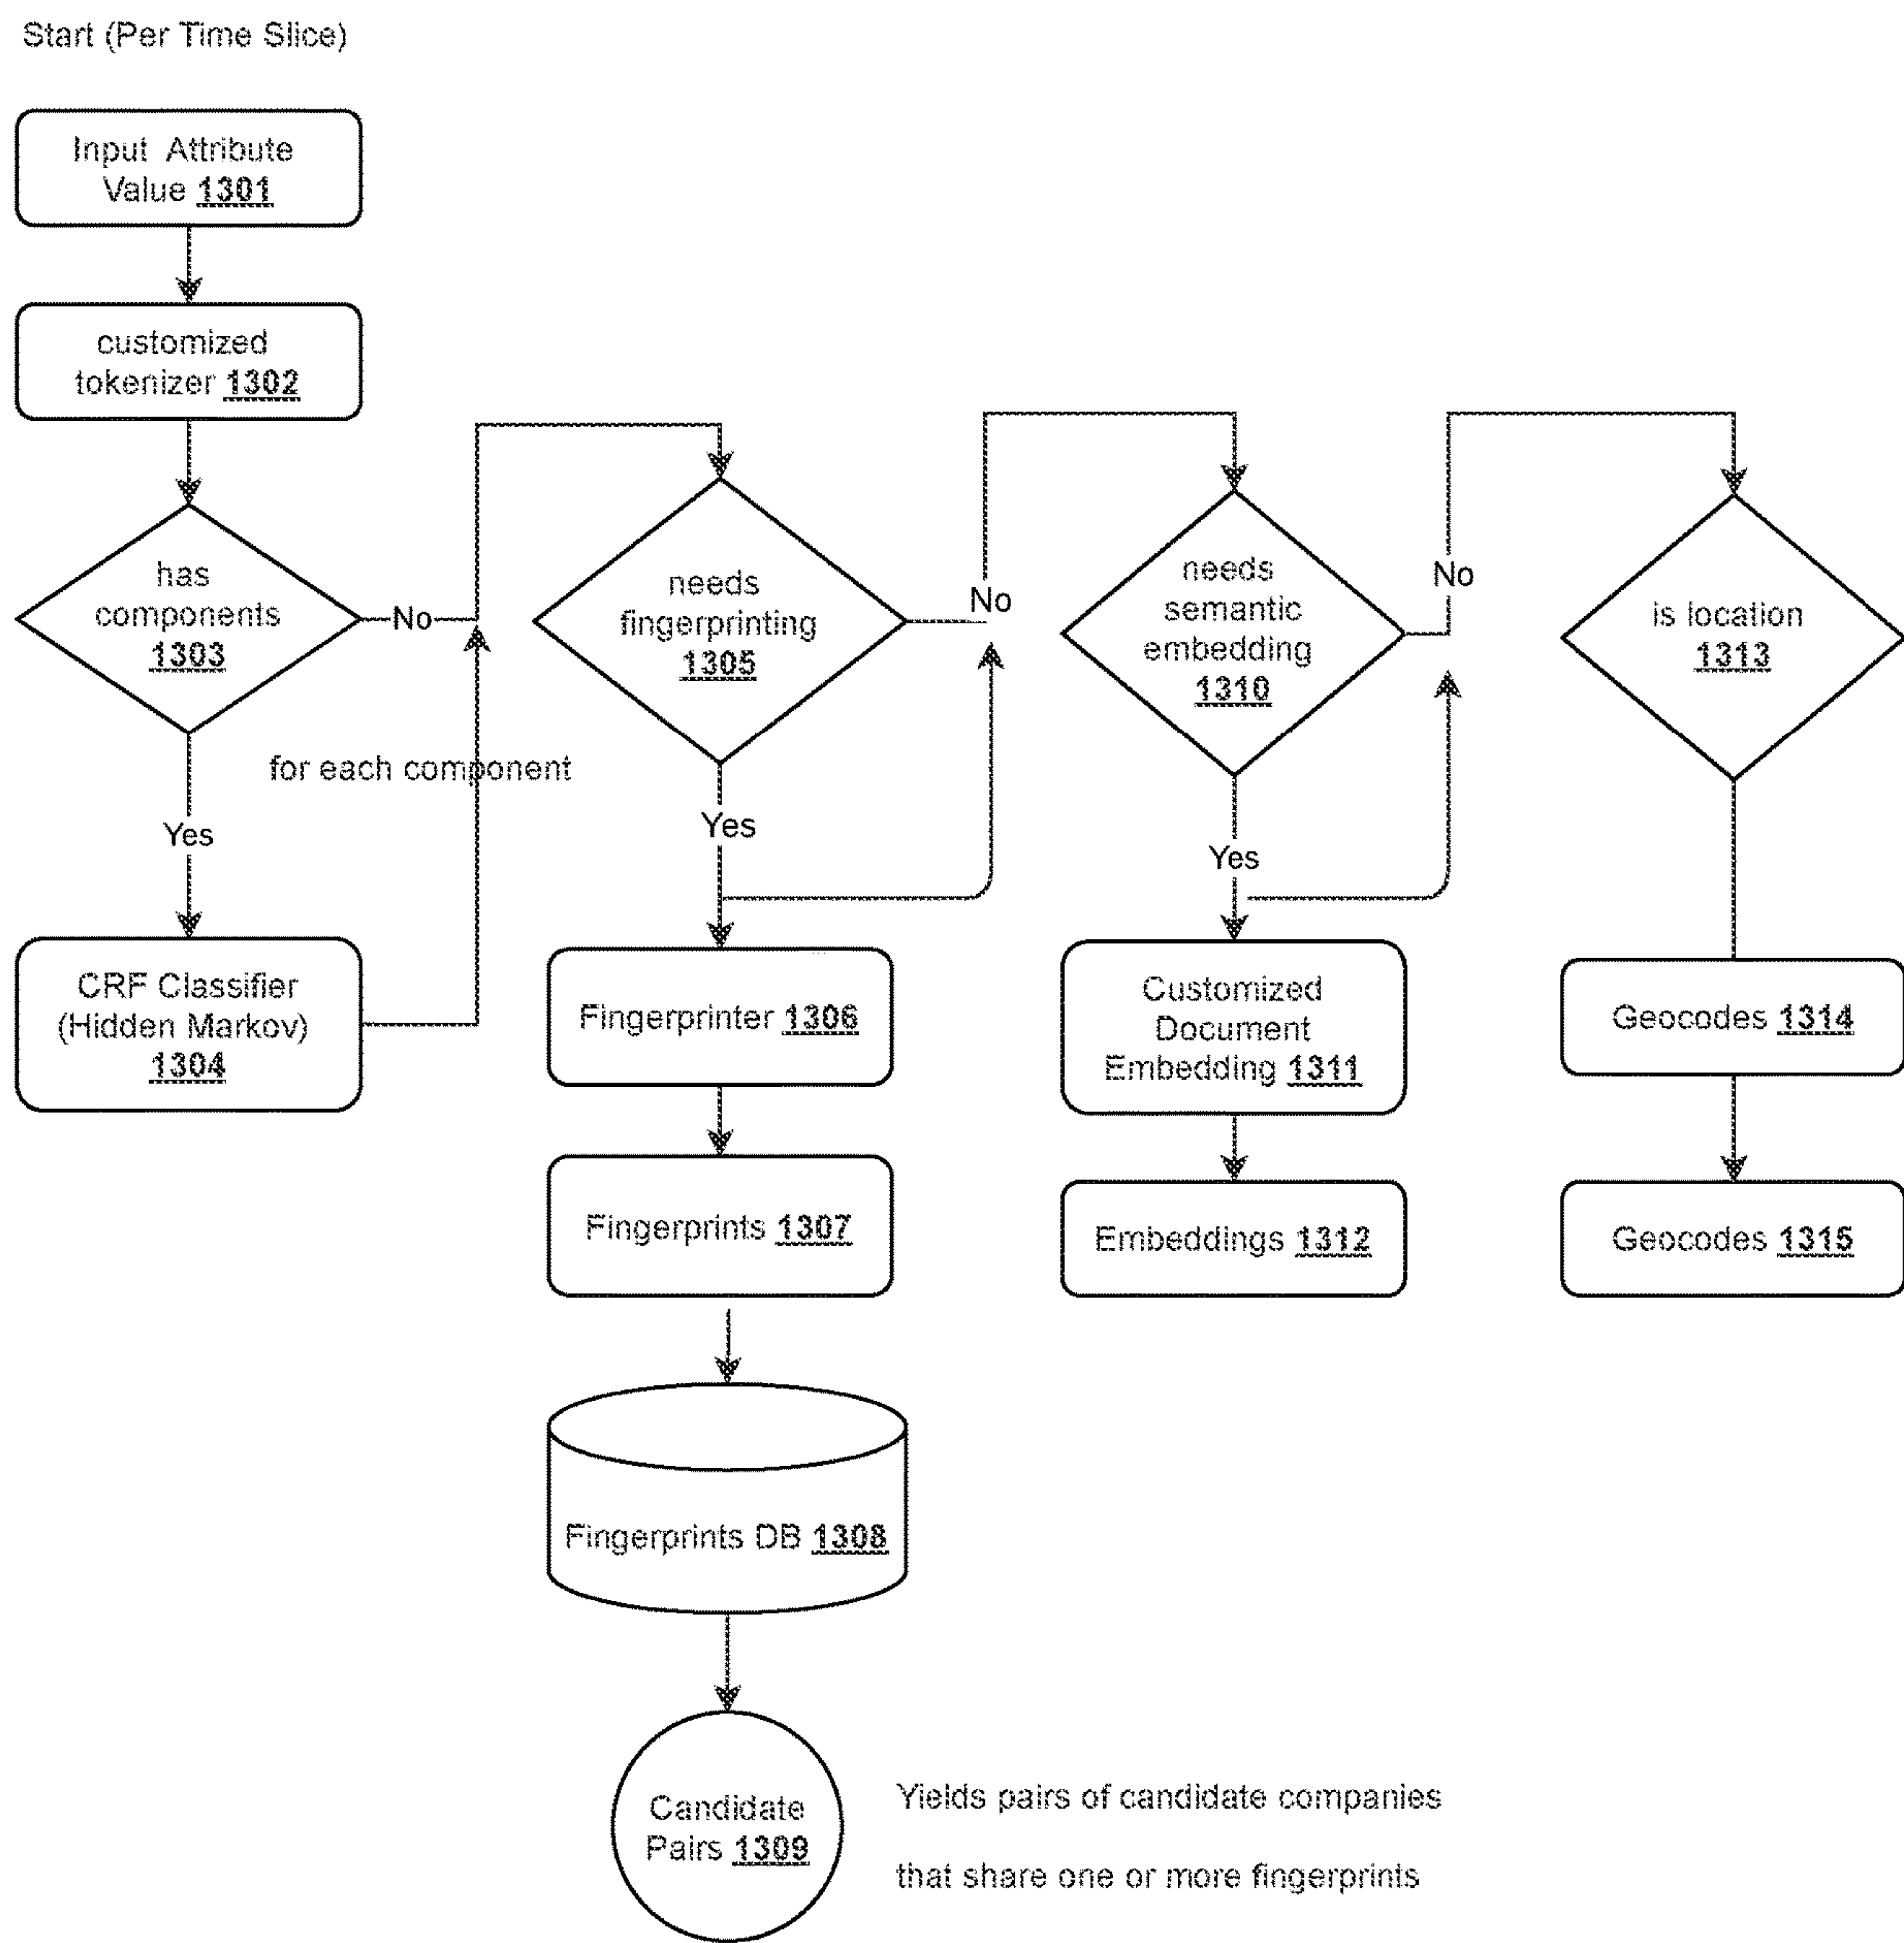 Start (Per Time Slice)
Input Attribute
Value 1301
customized
tokenizer 1302
has
components
1303
No
for each component
Yes
CRF Classifier
(Hidden Markov)
1304
needs
fingerprinting
1305
No
Yes
Fingerprinter 1306
Fingerprints 1307
Fingerprints DB 1308
Candidate
Pairs 1309
Yields pairs of candidate companies
that share one or more fingerprints
needs
semantic
embedding
1310
No
Yes
Customized
Document
Embedding 1311
Embeddings 1312
is location
1313
Geocodes 1314
Geocodes 1315